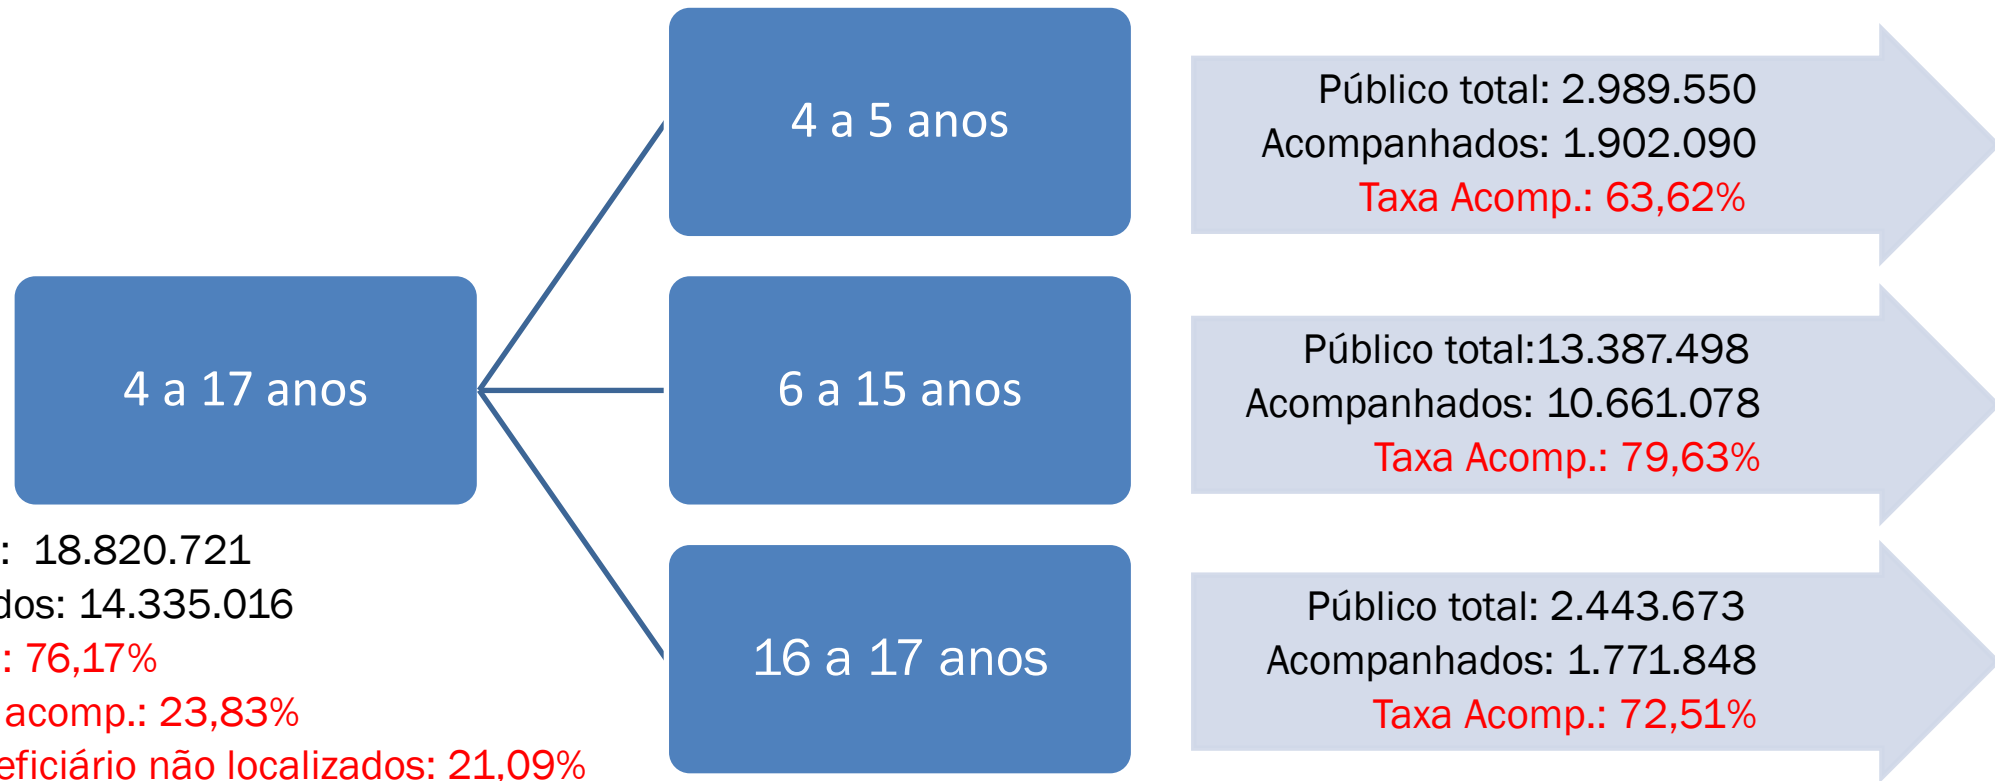 4 a 17 anos
: 18.820.721
dos: 14.335.016
: 76,17%
acomp.: 23,83%
eficiário não localizados: 21,09%
4 a 5 anos
Público total: 2.989.550
Acompanhados: 1.902.090
Taxa Acomp.: 63,62%
6 a 15 anos
Público total:13.387.498
Acompanhados: 10.661.078
Taxa Acomp.: 79,63%
16 a 17 anos
Público total: 2.443.673
Acompanhados: 1.771.848
Taxa Acomp.: 72,51%